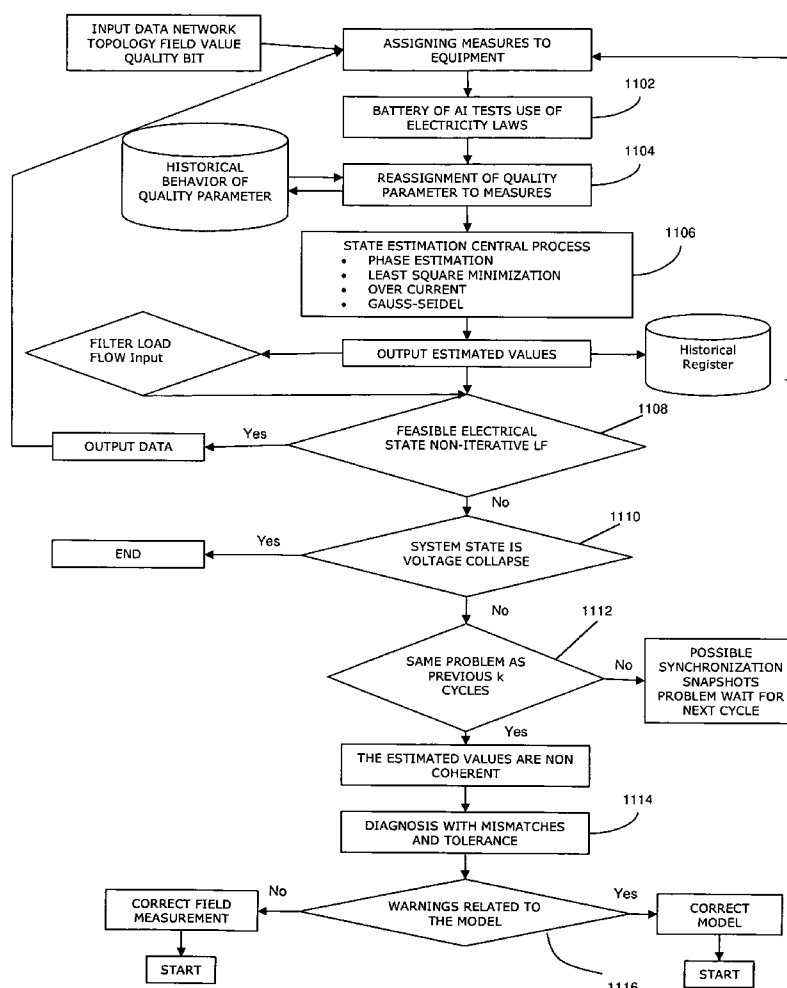 INPUT DATA NETWORK
TOPOLOGY FIELD VALUE
QUALITY BIT
ASSIGNING MEASURES TO
EQUIPMENT
1102
BATTERY OF AI TESTS USE OF
ELECTRICITY LAWS
1104
HISTORICAL
BEHAVIOR OF
QUALITY PARAMETER
REASSIGNMENT OF QUALITY
PARAMETER TO MEASURES
1106
STATE ESTIMATION CENTRAL PROCESS
• PHASE ESTIMATION
• LEAST SQUARE MINIMIZATION
• OVER CURRENT
• GAUSS-SEIDEL
FILTER LOAD
FLOW Input
OUTPUT ESTIMATED VALUES
Historical
Register
1108
FEASIBLE ELECTRICAL
STATE NON-ITERATIVE LF
Yes
OUTPUT DATA
No
1110
SYSTEM STATE IS
VOLTAGE COLLAPSE
Yes
END
No
1112
SAME PROBLEM AS
PREVIOUS k
CYCLES
No
POSSIBLE
SYNCHRONIZATION
SNAPSHOTS
PROBLEM WAIT FOR
NEXT CYCLE
Yes
THE ESTIMATED VALUES ARE NON
COHERENT
1114
DIAGNOSIS WITH MISMATCHES
AND TOLERANCE
No
WARNINGS RELATED TO
THE MODEL
Yes
CORRECT FIELD
MEASUREMENT
CORRECT
MODEL
START
START
1116